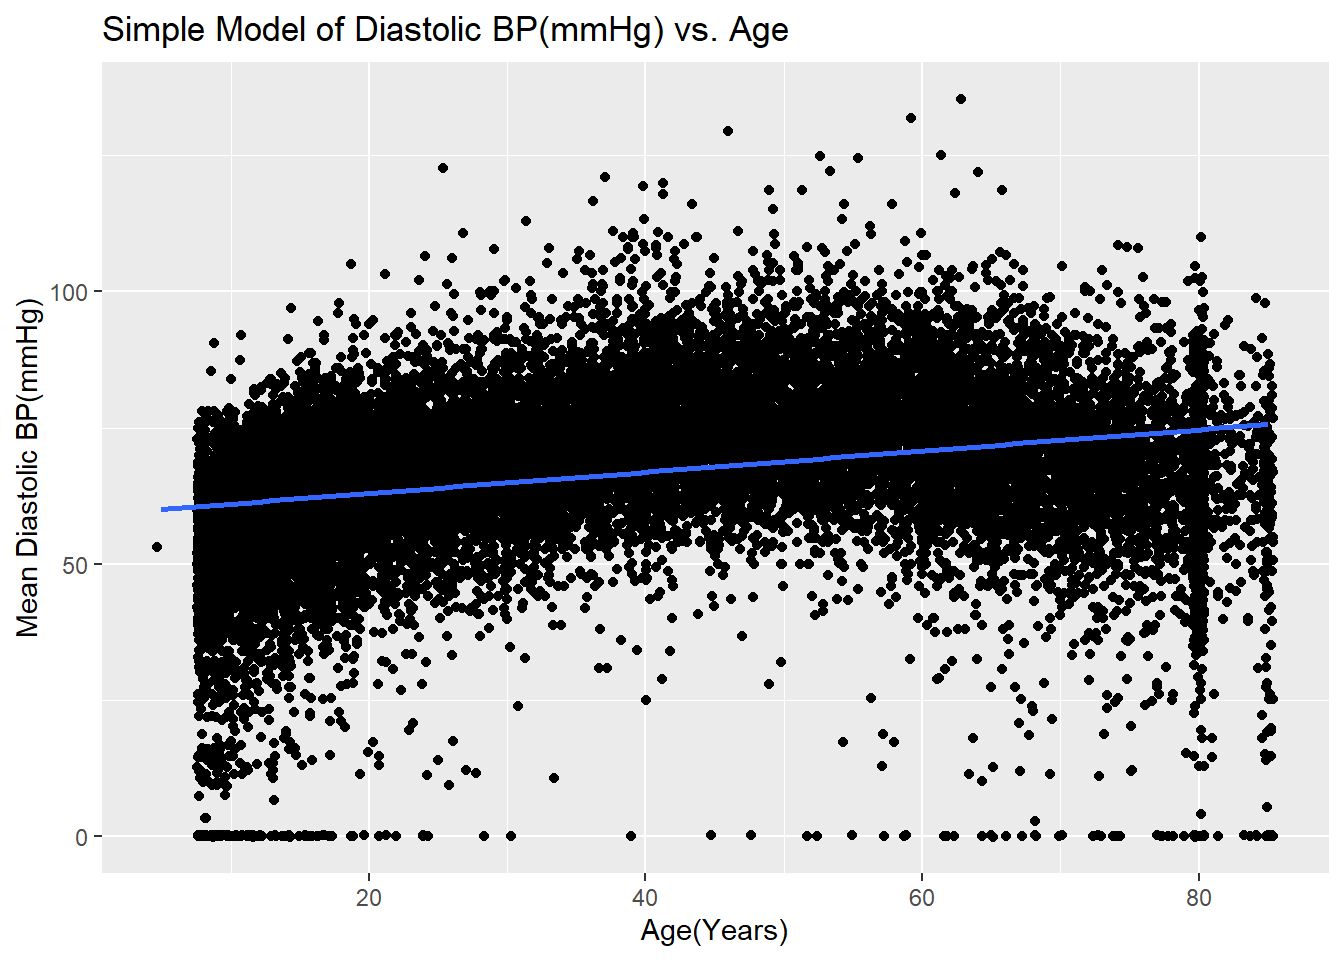 Simple Model of Diastolic BP(mmHg) vs. Age
Mean Diastolic BP(mmHg)
100
50
0
20
40
60
80
Age(Years)